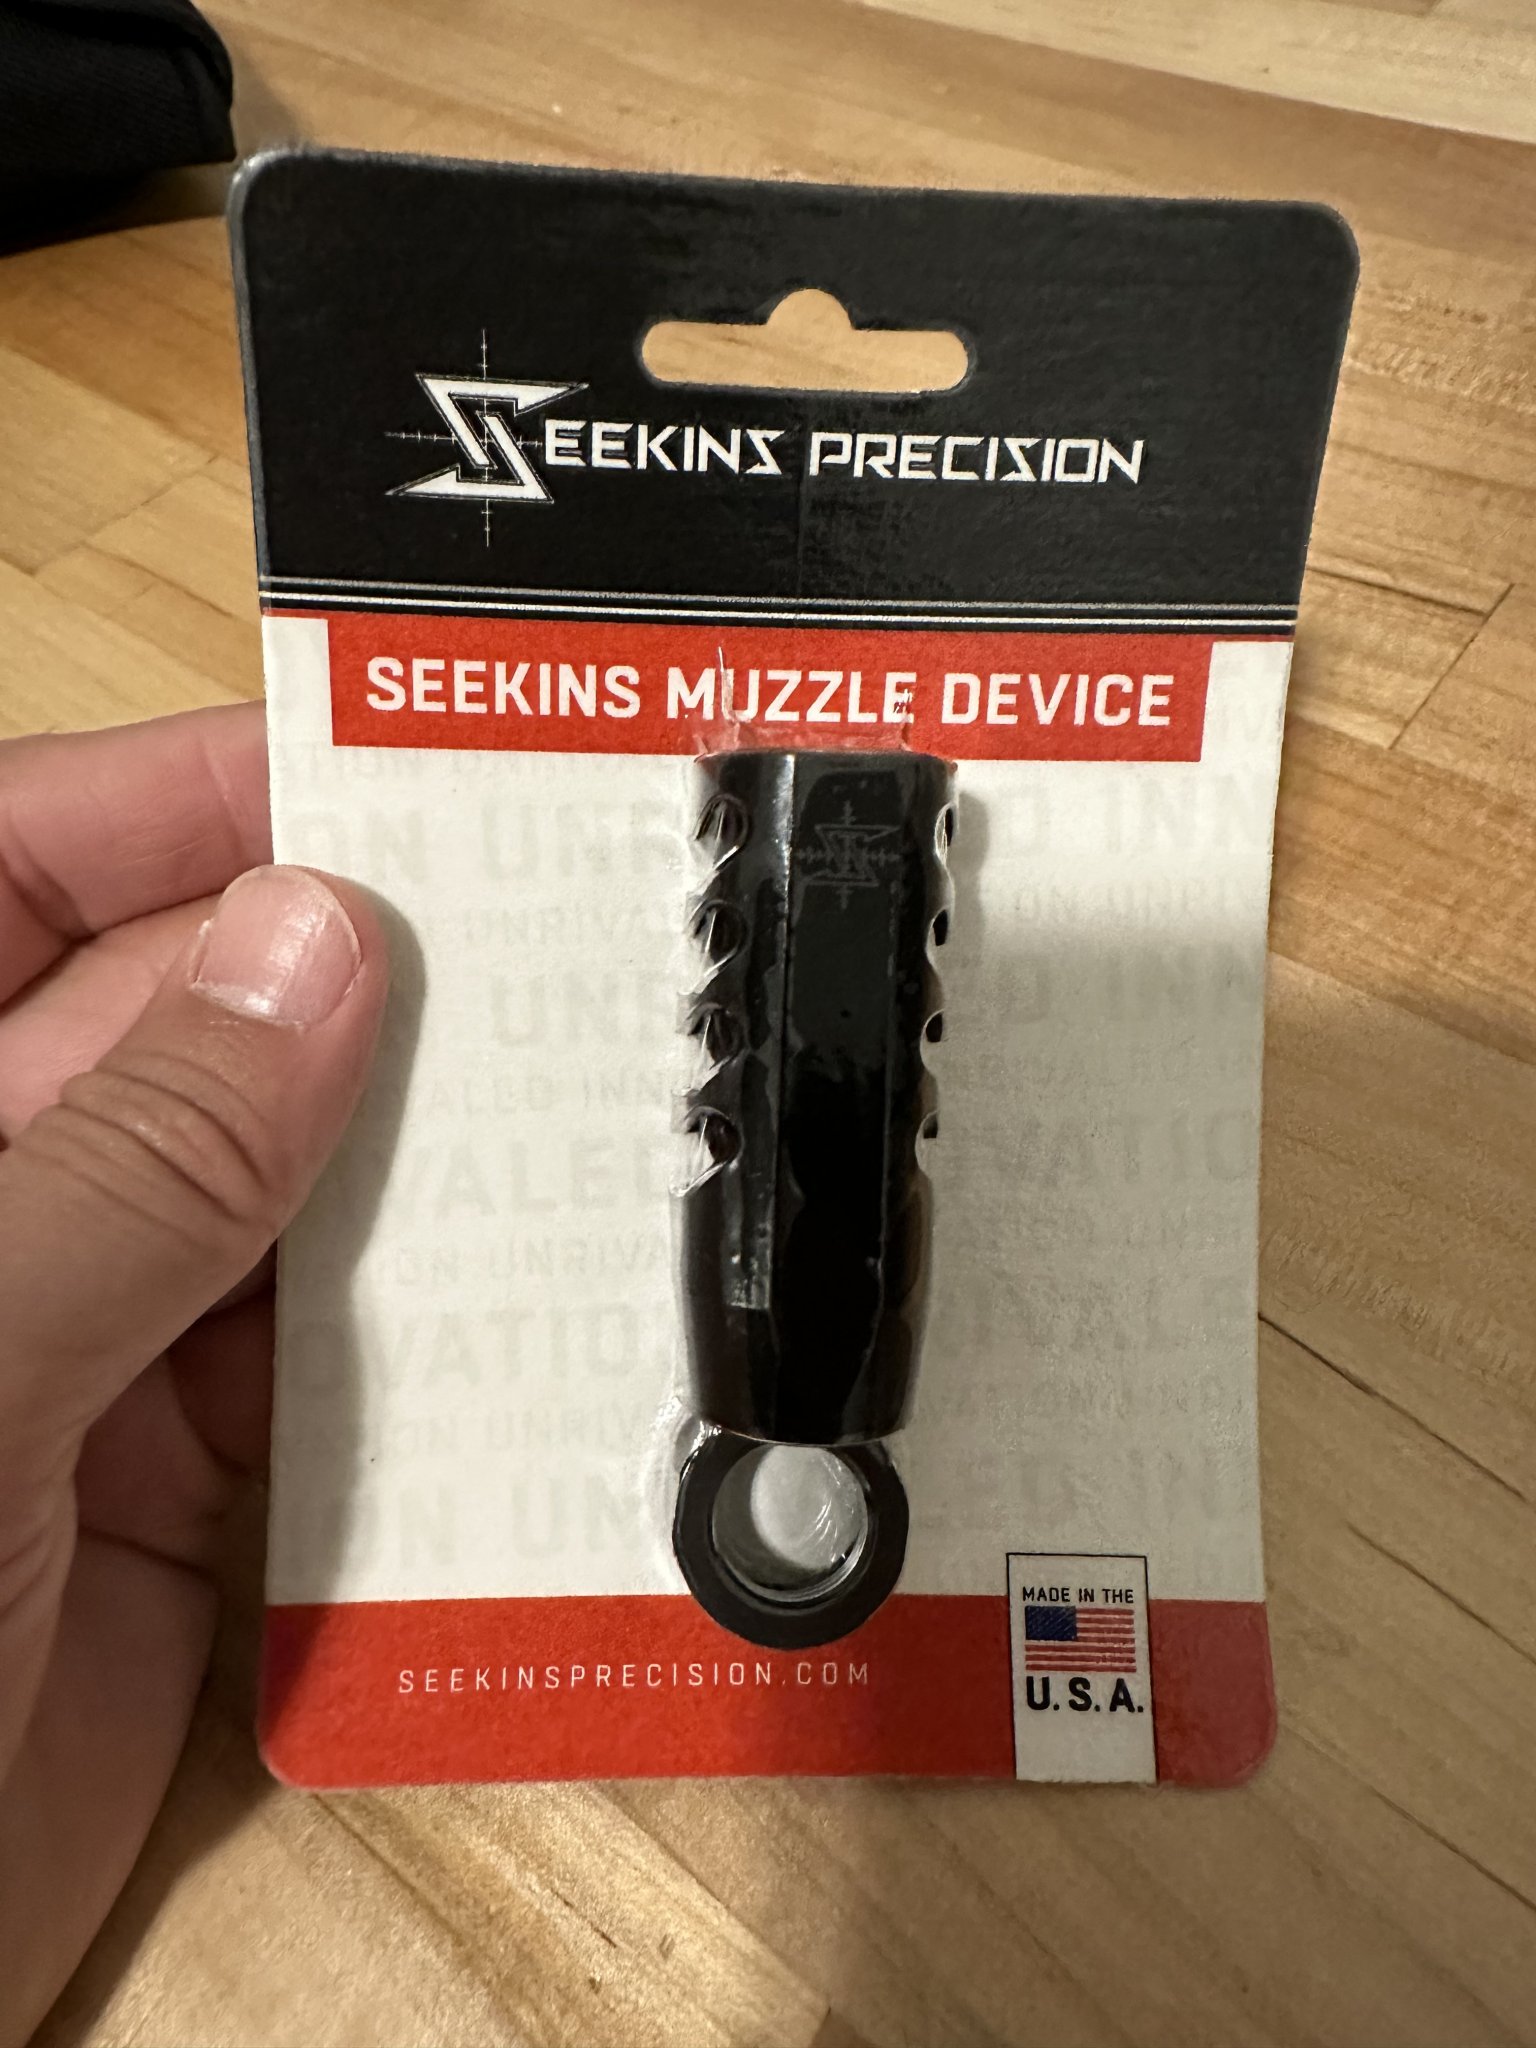 SEEKINS PRECISION
SEEKINS MUZZLE DEVICE
SEEKINSPRECISION.COM
MADE IN THE
U.S.A.